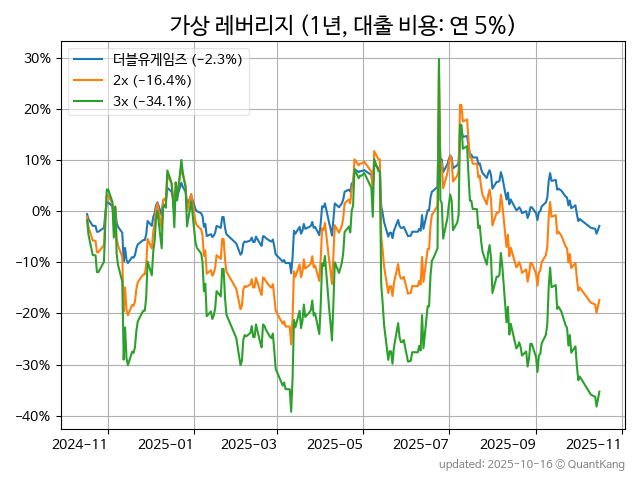 가상 레버리지 (1년, 대출 비용: 연 5%)
더블유게임즈 (−2.3%)
2x (−16.4%)
3x (−34.1%)
30%
20%
10%
0%
−10%
−20%
−30%
−40%
2024-11 2025-01 2025-03 2025-05 2025-07 2025-09 2025-11
updated: 2025-10-16 © QuantKang